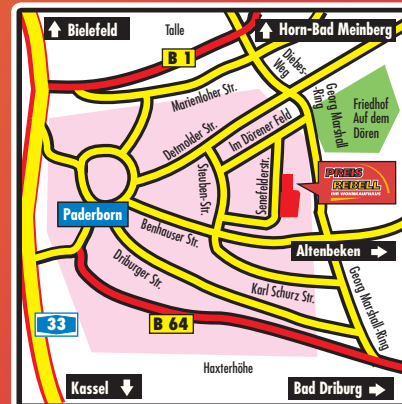 Bielefeld
Talle
Horn-Bad Meinberg
B 1
Diebes-
Weg
Marienloher Str.
Georg Marshall
-Ring
Friedhof
Auf dem
Dören
Detmolder Str.
Im Dörener Feld
Steuben-Str.
Senefelderstr.
PREIS
REBELL
IHR WOHNKAUFHAUS
Paderborn
Benhauser Str.
Altenbeken
Driburger Str.
Karl Schurz Str.
Georg Marshall-Ring
33
B 64
Haxterhöhe
Kassel
Bad Driburg